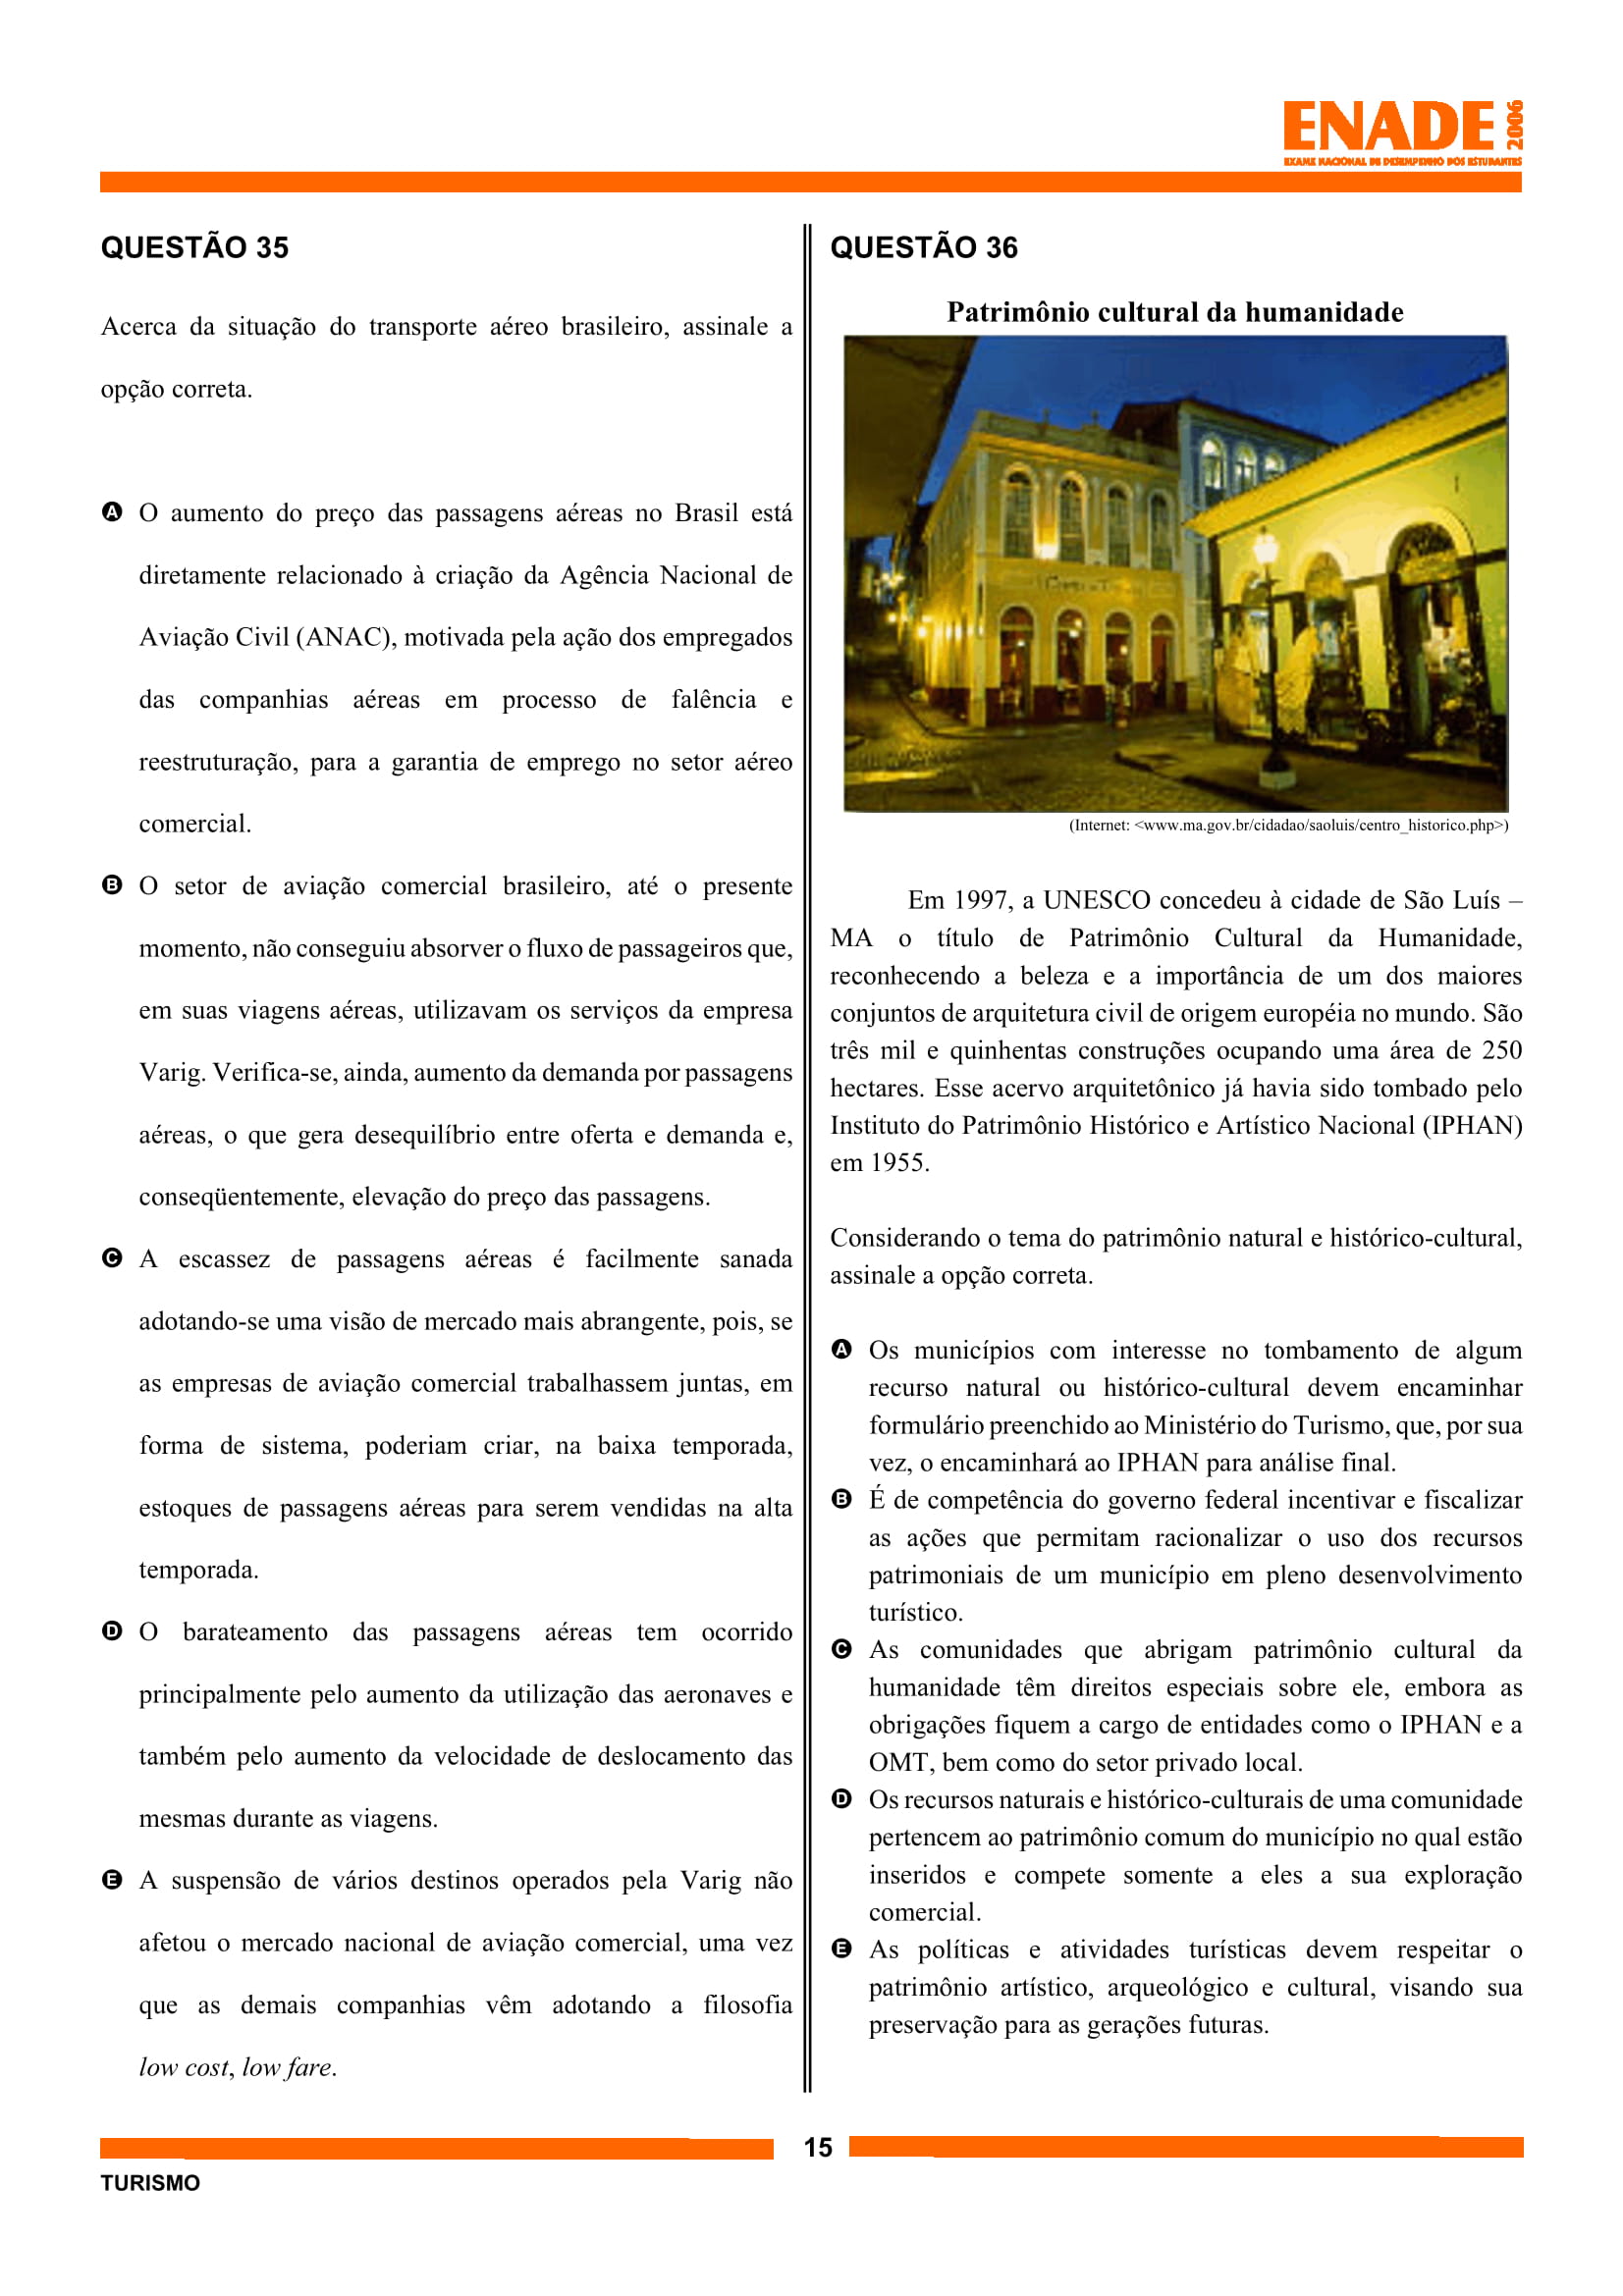 ENADE 2006
EXAME NACIONAL DE DESEMPENHO DOS ESTUDANTES
QUESTÃO 35
Acerca da situação do transporte aéreo brasileiro, assinale a
opção correta.
A O aumento do preço das passagens aéreas no Brasil está
diretamente relacionado à criação da Agência Nacional de
Aviação Civil (ANAC), motivada pela ação dos empregados
das companhias aéreas em processo de falência e
reestruturação, para a garantia de emprego no setor aéreo
comercial.
B O setor de aviação comercial brasileiro, até o presente
momento, não conseguiu absorver o fluxo de passageiros que,
em suas viagens aéreas, utilizavam os serviços da empresa
Varig. Verifica-se, ainda, aumento da demanda por passagens
aéreas, o que gera desequilíbrio entre oferta e demanda e,
conseqüentemente, elevação do preço das passagens.
C A escassez de passagens aéreas é facilmente sanada
adotando-se uma visão de mercado mais abrangente, pois, se
as empresas de aviação comercial trabalhassem juntas, em
forma de sistema, poderiam criar, na baixa temporada,
estoques de passagens aéreas para serem vendidas na alta
temporada.
D O barateamento das passagens aéreas tem ocorrido
principalmente pelo aumento da utilização das aeronaves e
também pelo aumento da velocidade de deslocamento das
mesmas durante as viagens.
E A suspensão de vários destinos operados pela Varig não
afetou o mercado nacional de aviação comercial, uma vez
que as demais companhias vêm adotando a filosofia
low cost, low fare.
QUESTÃO 36
Patrimônio cultural da humanidade
(Internet: <www.ma.gov.br/cidadao/saoluis/centro_historico.php>)
Em 1997, a UNESCO concedeu à cidade de São Luís –
MA o título de Patrimônio Cultural da Humanidade,
reconhecendo a beleza e a importância de um dos maiores
conjuntos de arquitetura civil de origem européia no mundo. São
três mil e quinhentas construções ocupando uma área de 250
hectares. Esse acervo arquitetônico já havia sido tombado pelo
Instituto do Patrimônio Histórico e Artístico Nacional (IPHAN)
em 1955.
Considerando o tema do patrimônio natural e histórico-cultural,
assinale a opção correta.
A Os municípios com interesse no tombamento de algum
recurso natural ou histórico-cultural devem encaminhar
formulário preenchido ao Ministério do Turismo, que, por sua
vez, o encaminhará ao IPHAN para análise final.
B É de competência do governo federal incentivar e fiscalizar
as ações que permitam racionalizar o uso dos recursos
patrimoniais de um município em pleno desenvolvimento
turístico.
C As comunidades que abrigam patrimônio cultural da
humanidade têm direitos especiais sobre ele, embora as
obrigações fiquem a cargo de entidades como o IPHAN e a
OMT, bem como do setor privado local.
D Os recursos naturais e histórico-culturais de uma comunidade
pertencem ao patrimônio comum do município no qual estão
inseridos e compete somente a eles a sua exploração
comercial.
E As políticas e atividades turísticas devem respeitar o
patrimônio artístico, arqueológico e cultural, visando sua
preservação para as gerações futuras.
15
TURISMO